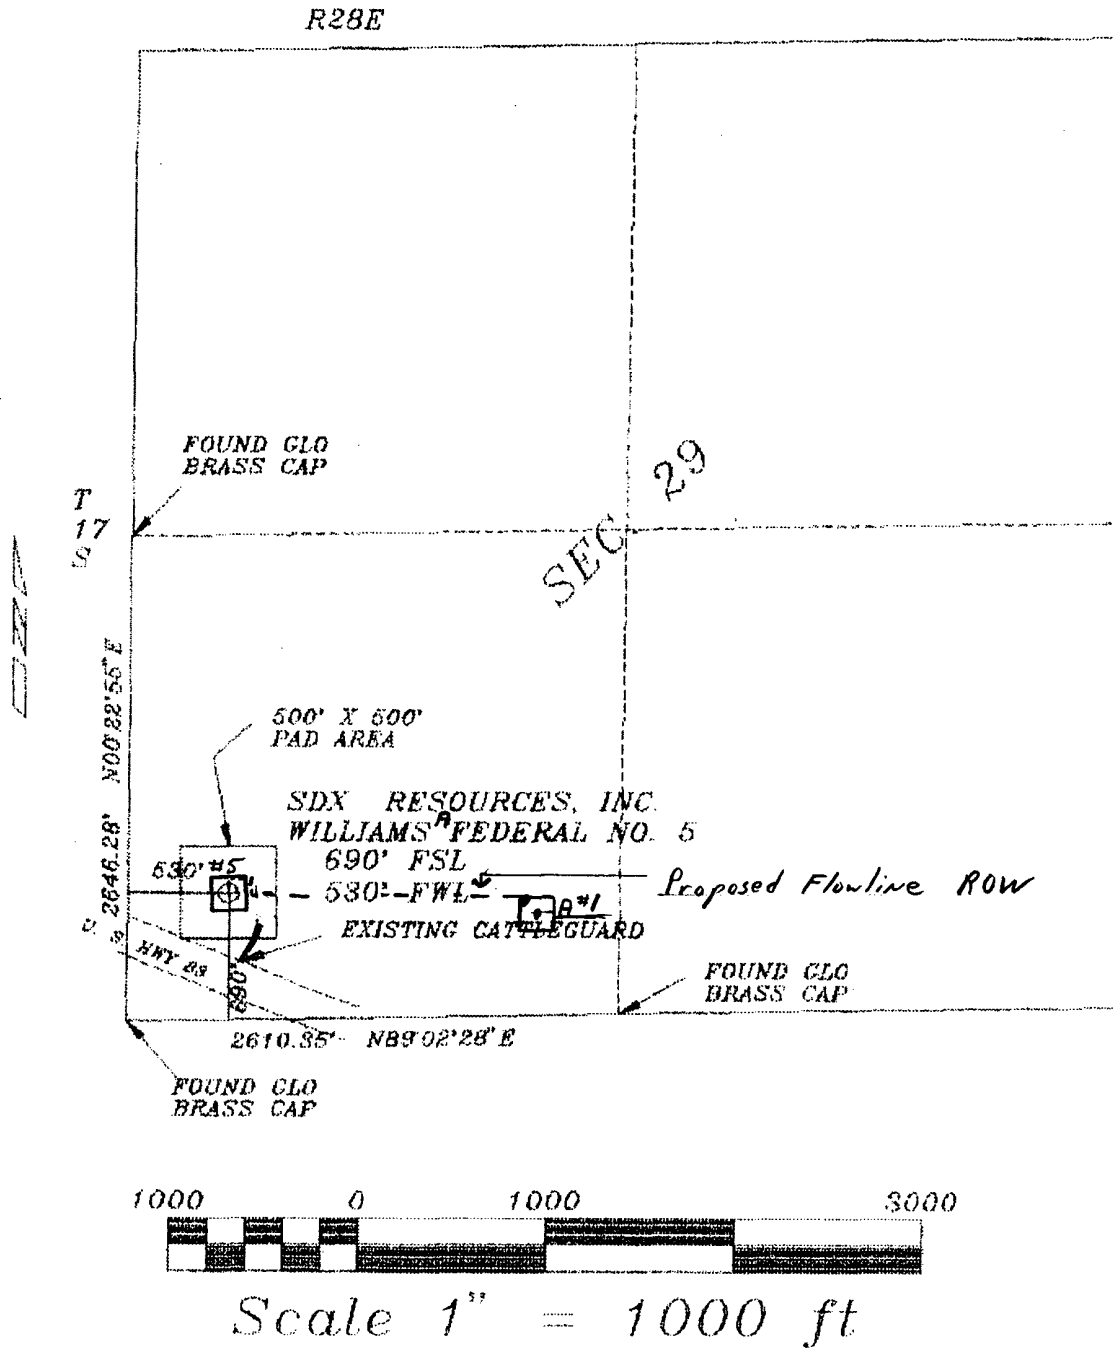 R28E
FOUND GLO
BRASS CAP
T
17
S
SEC 29
2646.28' N00°22'55"E
500' X 500'
PAD AREA
SDX RESOURCES, INC.
WILLIAMS A FEDERAL NO. 5
690' FSL
530' FWL
530'
#5
A#1
Proposed Flowline ROW
EXISTING CATTLEGUARD
U. S.
HWY
690'
FOUND GLO
BRASS CAP
2610.35' N89°02'28"E
FOUND GLO
BRASS CAP
1000 0 1000 3000
Scale 1" = 1000 ft